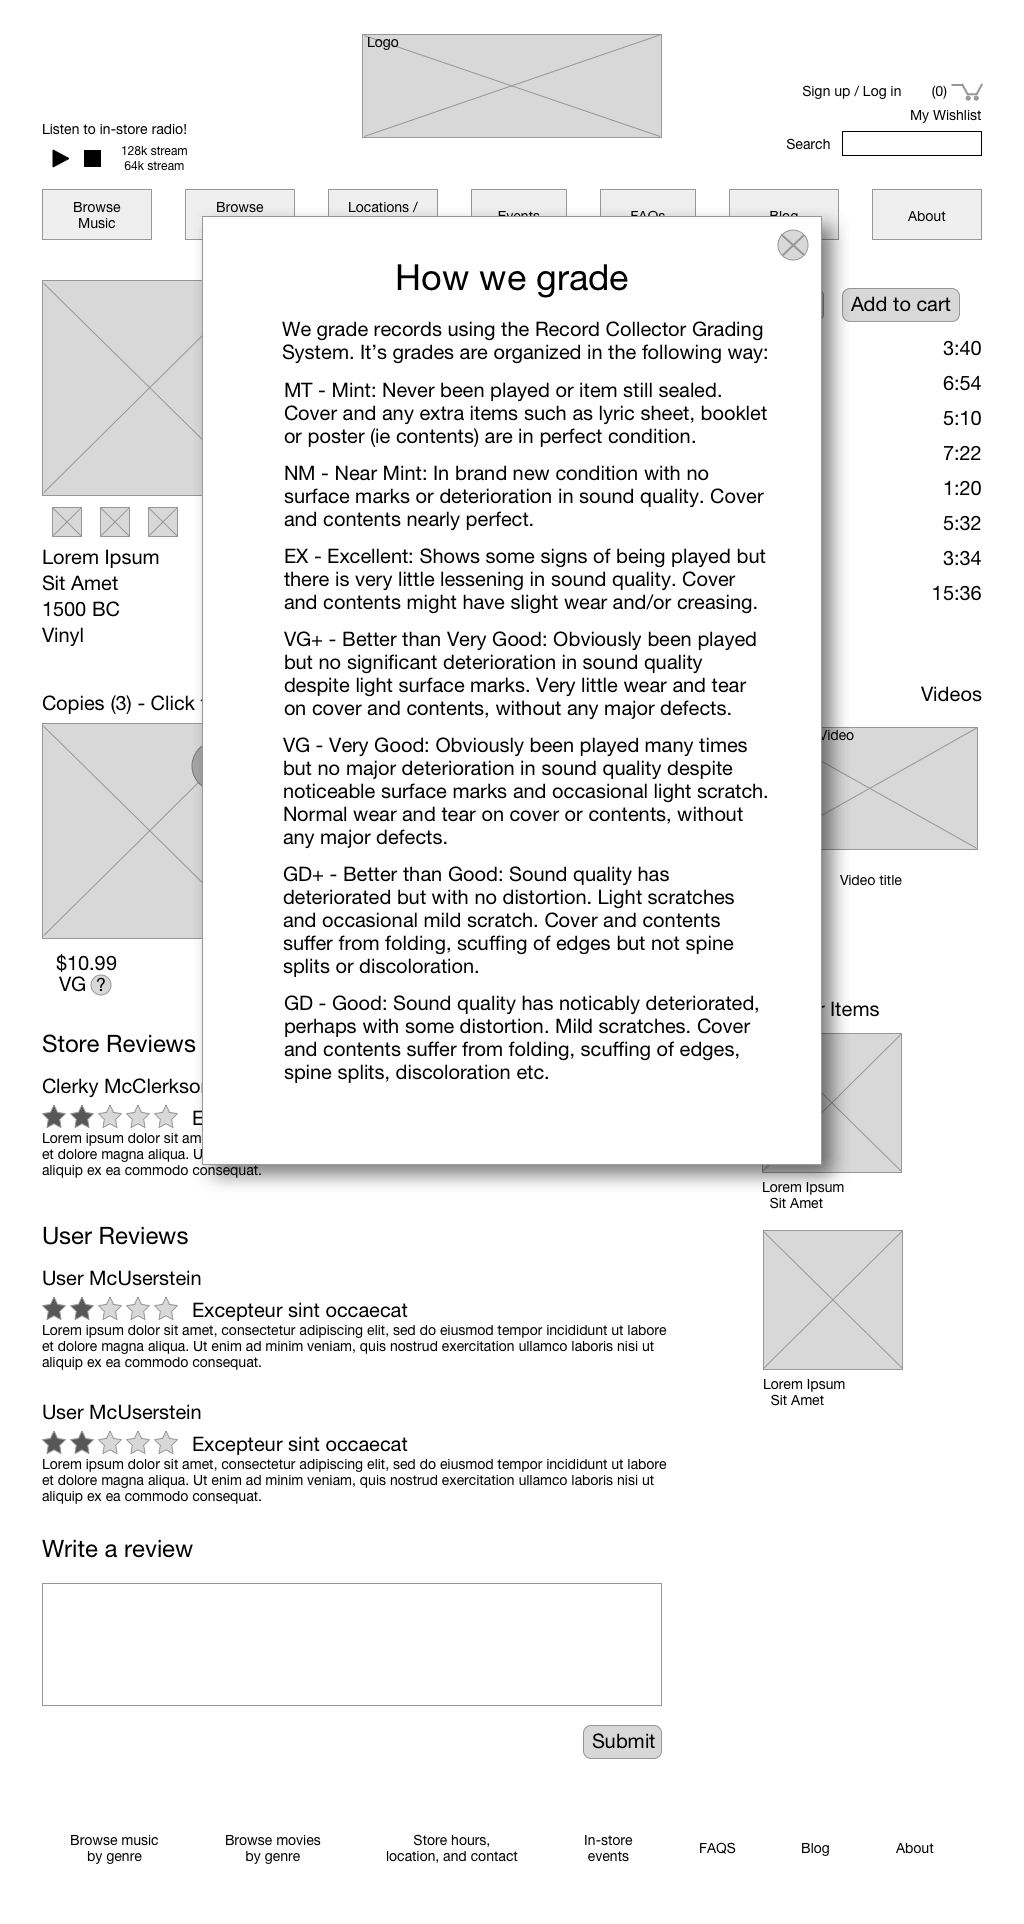 Logo
Sign up / Log in (0)
My Wishlist
Listen to in-store radio!
128k stream
64k stream
Search
Browse
Music
Browse
Locations /
Events
FAQs
Blog
About
How we grade
Add to cart
We grade records using the Record Collector Grading
System. It’s grades are organized in the following way:
MT - Mint: Never been played or item still sealed.
Cover and any extra items such as lyric sheet, booklet
or poster (ie contents) are in perfect condition.
NM - Near Mint: In brand new condition with no
surface marks or deterioration in sound quality. Cover
and contents nearly perfect.
EX - Excellent: Shows some signs of being played but
there is very little lessening in sound quality. Cover
and contents might have slight wear and/or creasing.
VG+ - Better than Very Good: Obviously been played
but no significant deterioration in sound quality
despite light surface marks. Very little wear and tear
on cover and contents, without any major defects.
VG - Very Good: Obviously been played many times
but no major deterioration in sound quality despite
noticeable surface marks and occasional light scratch.
Normal wear and tear on cover or contents, without
any major defects.
GD+ - Better than Good: Sound quality has
deteriorated but with no distortion. Light scratches
and occasional mild scratch. Cover and contents
suffer from folding, scuffing of edges but not spine
splits or discoloration.
GD - Good: Sound quality has noticably deteriorated,
perhaps with some distortion. Mild scratches. Cover
and contents suffer from folding, scuffing of edges,
spine splits, discoloration etc.
3:40
6:54
5:10
7:22
1:20
5:32
3:34
15:36
Lorem Ipsum
Sit Amet
1500 BC
Vinyl
Copies (3) - Click
Videos
Video
Video title
$10.99
VG ?
Items
Store Reviews
Clerky McClerkso
Lorem ipsum dolor sit am
et dolore magna aliqua. U
aliquip ex ea commodo consequat.
Lorem Ipsum
Sit Amet
Lorem Ipsum
Sit Amet
User Reviews
User McUserstein
Excepteur sint occaecat
Lorem ipsum dolor sit amet, consectetur adipiscing elit, sed do eiusmod tempor incididunt ut labore
et dolore magna aliqua. Ut enim ad minim veniam, quis nostrud exercitation ullamco laboris nisi ut
aliquip ex ea commodo consequat.
User McUserstein
Excepteur sint occaecat
Lorem ipsum dolor sit amet, consectetur adipiscing elit, sed do eiusmod tempor incididunt ut labore
et dolore magna aliqua. Ut enim ad minim veniam, quis nostrud exercitation ullamco laboris nisi ut
aliquip ex ea commodo consequat.
Write a review
Submit
Browse music
by genre
Browse movies
by genre
Store hours,
location, and contact
In-store
events
FAQS
Blog
About